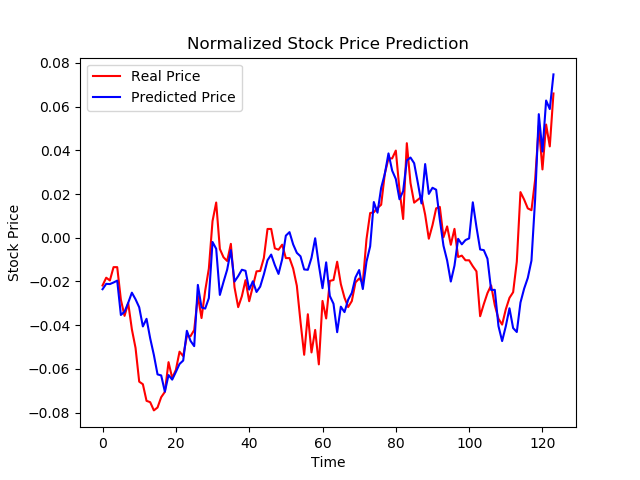 Normalized Stock Price Prediction
Real Price
Predicted Price
0.08
0.06
0.04
0.02
0.00
−0.02
−0.04
−0.06
−0.08
Stock Price
0 20 40 60 80 100 120
Time